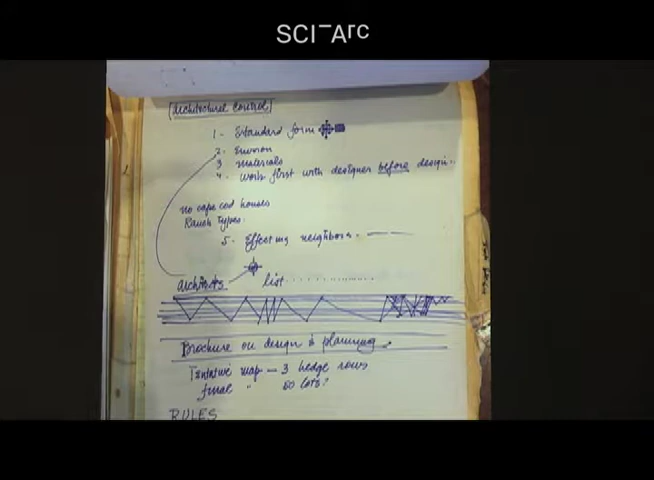 SCI-Arc
[Architectural Control]
1 - Standard form
2. Environ
3 materials
4. work first with designer before design..
no cape cod houses
Ranch types.
5. Effecting neighbors.
architects list..............
Brochure on design & planning
Tentative map - 3 hedge rows
final " 80 lots?
RULES